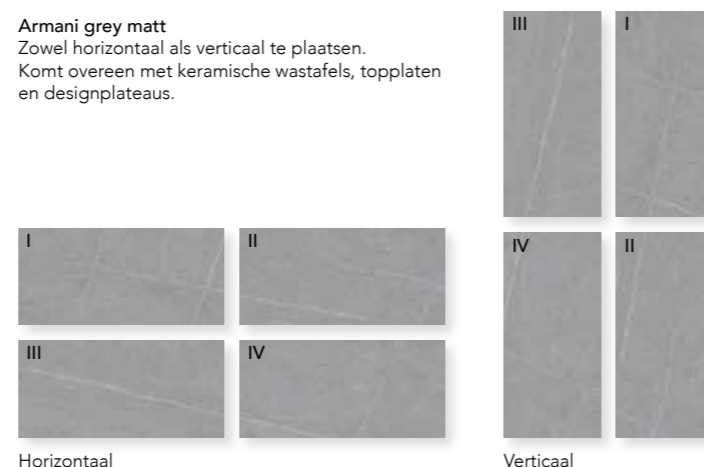 Armani grey matt
Zowel horizontaal als verticaal te plaatsen.
Komt overeen met keramische wastafels, topplaten
en designplateaus.
I
II
III
IV
Horizontaal
III
I
IV
II
Verticaal